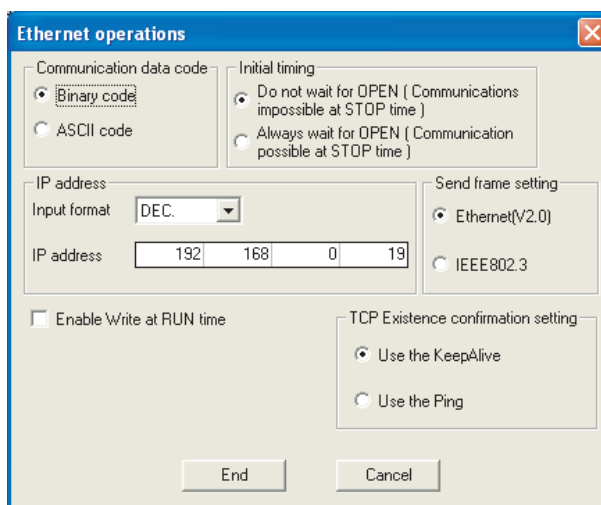 Ethernet operations
Communication data code
Binary code
ASCII code
Initial timing
Do not wait for OPEN ( Communications
impossible at STOP time )
Always wait for OPEN ( Communication
possible at STOP time )
IP address
Input format DEC.
IP address 192 168 0 19
Send frame setting
Ethernet(V2.0)
IEEE802.3
Enable Write at RUN time
TCP Existence confirmation setting
Use the KeepAlive
Use the Ping
End Cancel